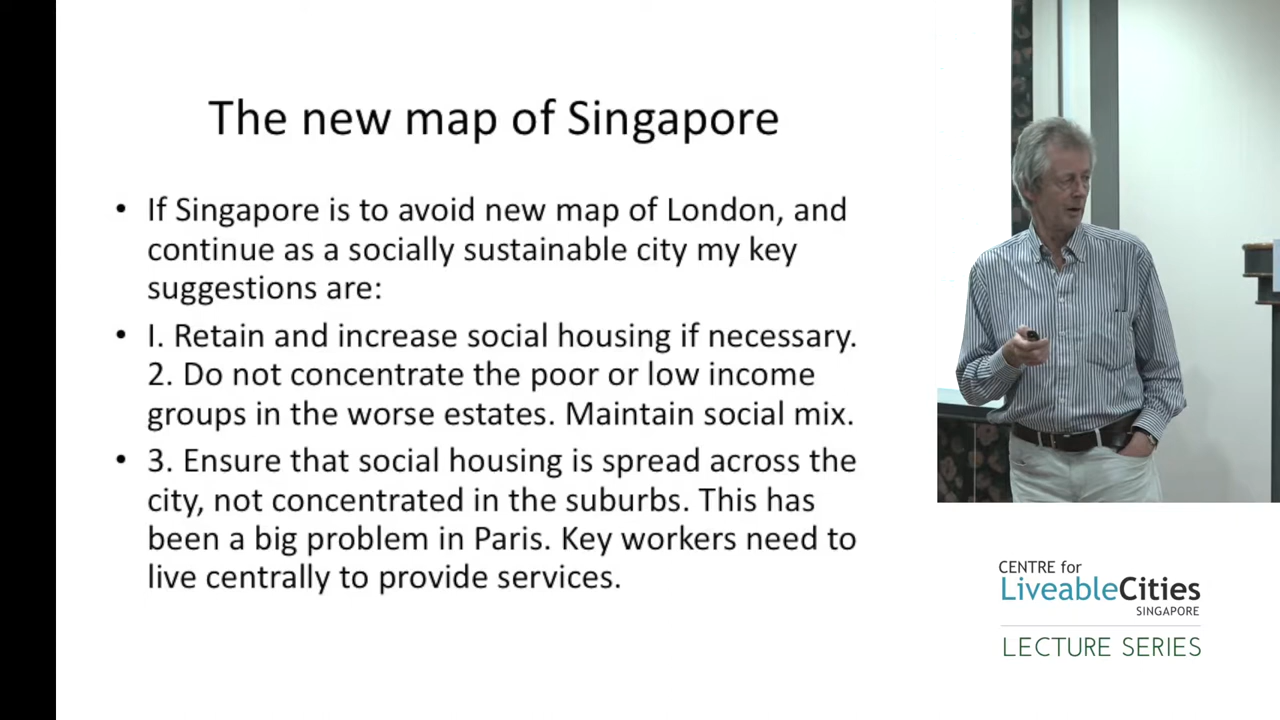 The new map of Singapore
• If Singapore is to avoid new map of London, and
continue as a socially sustainable city my key
suggestions are:
• I. Retain and increase social housing if necessary.
2. Do not concentrate the poor or low income
groups in the worse estates. Maintain social mix.
• 3. Ensure that social housing is spread across the
city, not concentrated in the suburbs. This has
been a big problem in Paris. Key workers need to
live centrally to provide services.
CENTRE for
LiveableCities
SINGAPORE
LECTURE SERIES